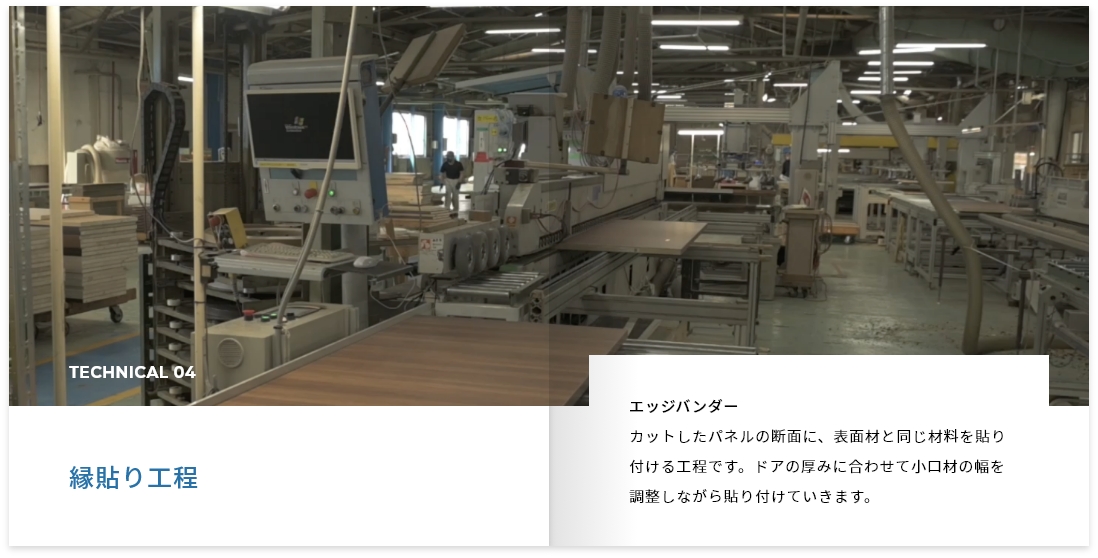 TECHNICAL 04
縁貼り工程
エッジバンダー
カットしたパネルの断面に、表面材と同じ材料を貼り
付ける工程です。ドアの厚みに合わせて小口材の幅を
調整しながら貼り付けていきます。